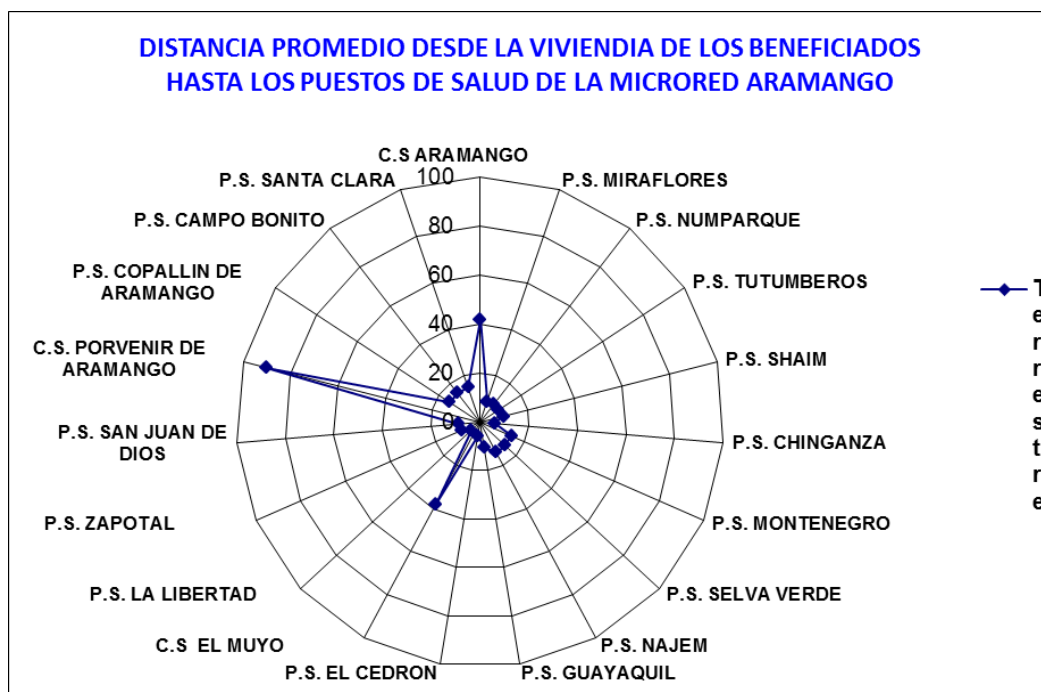 DISTANCIA PROMEDIO DESDE LA VIVIENDIA DE LOS BENEFICIADOS
HASTA LOS PUESTOS DE SALUD DE LA MICRORED ARAMANGO
C.S ARAMANGO
P.S. MIRAFLORES
P.S. NUMPARQUE
P.S. TUTUMBEROS
P.S. SHAIM
P.S. CHINGANZA
P.S. MONTENEGRO
P.S. SELVA VERDE
P.S. NAJEM
P.S. GUAYAQUIL
P.S. EL CEDRON
C.S EL MUYO
P.S. LA LIBERTAD
P.S. ZAPOTAL
P.S. SAN JUAN DE
DIOS
C.S. PORVENIR DE
ARAMANGO
P.S. COPALLIN DE
ARAMANGO
P.S. CAMPO BONITO
P.S. SANTA CLARA
100
80
60
40
20
0
T
e
r
r
e
s
t
r
e